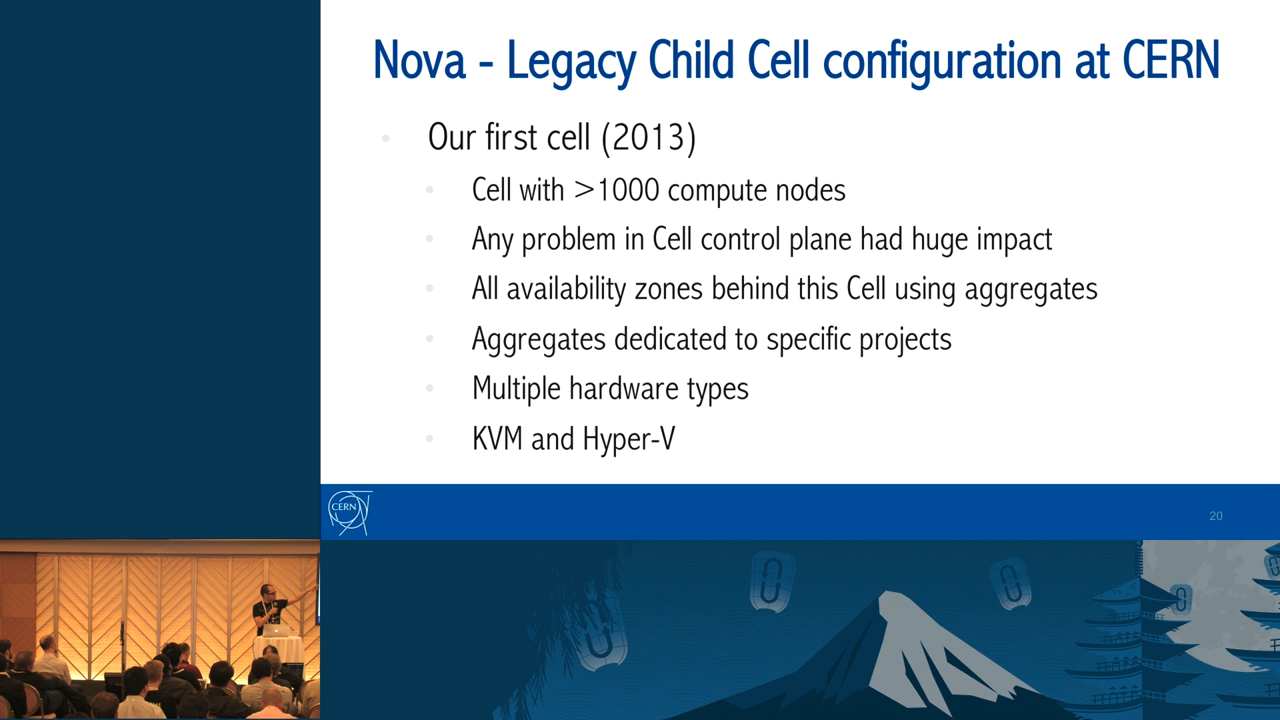 Nova - Legacy Child Cell configuration at CERN
Our first cell (2013)
Cell with >1000 compute nodes
Any problem in Cell control plane had huge impact
All availability zones behind this Cell using aggregates
Aggregates dedicated to specific projects
Multiple hardware types
KVM and Hyper-V
CERN
20